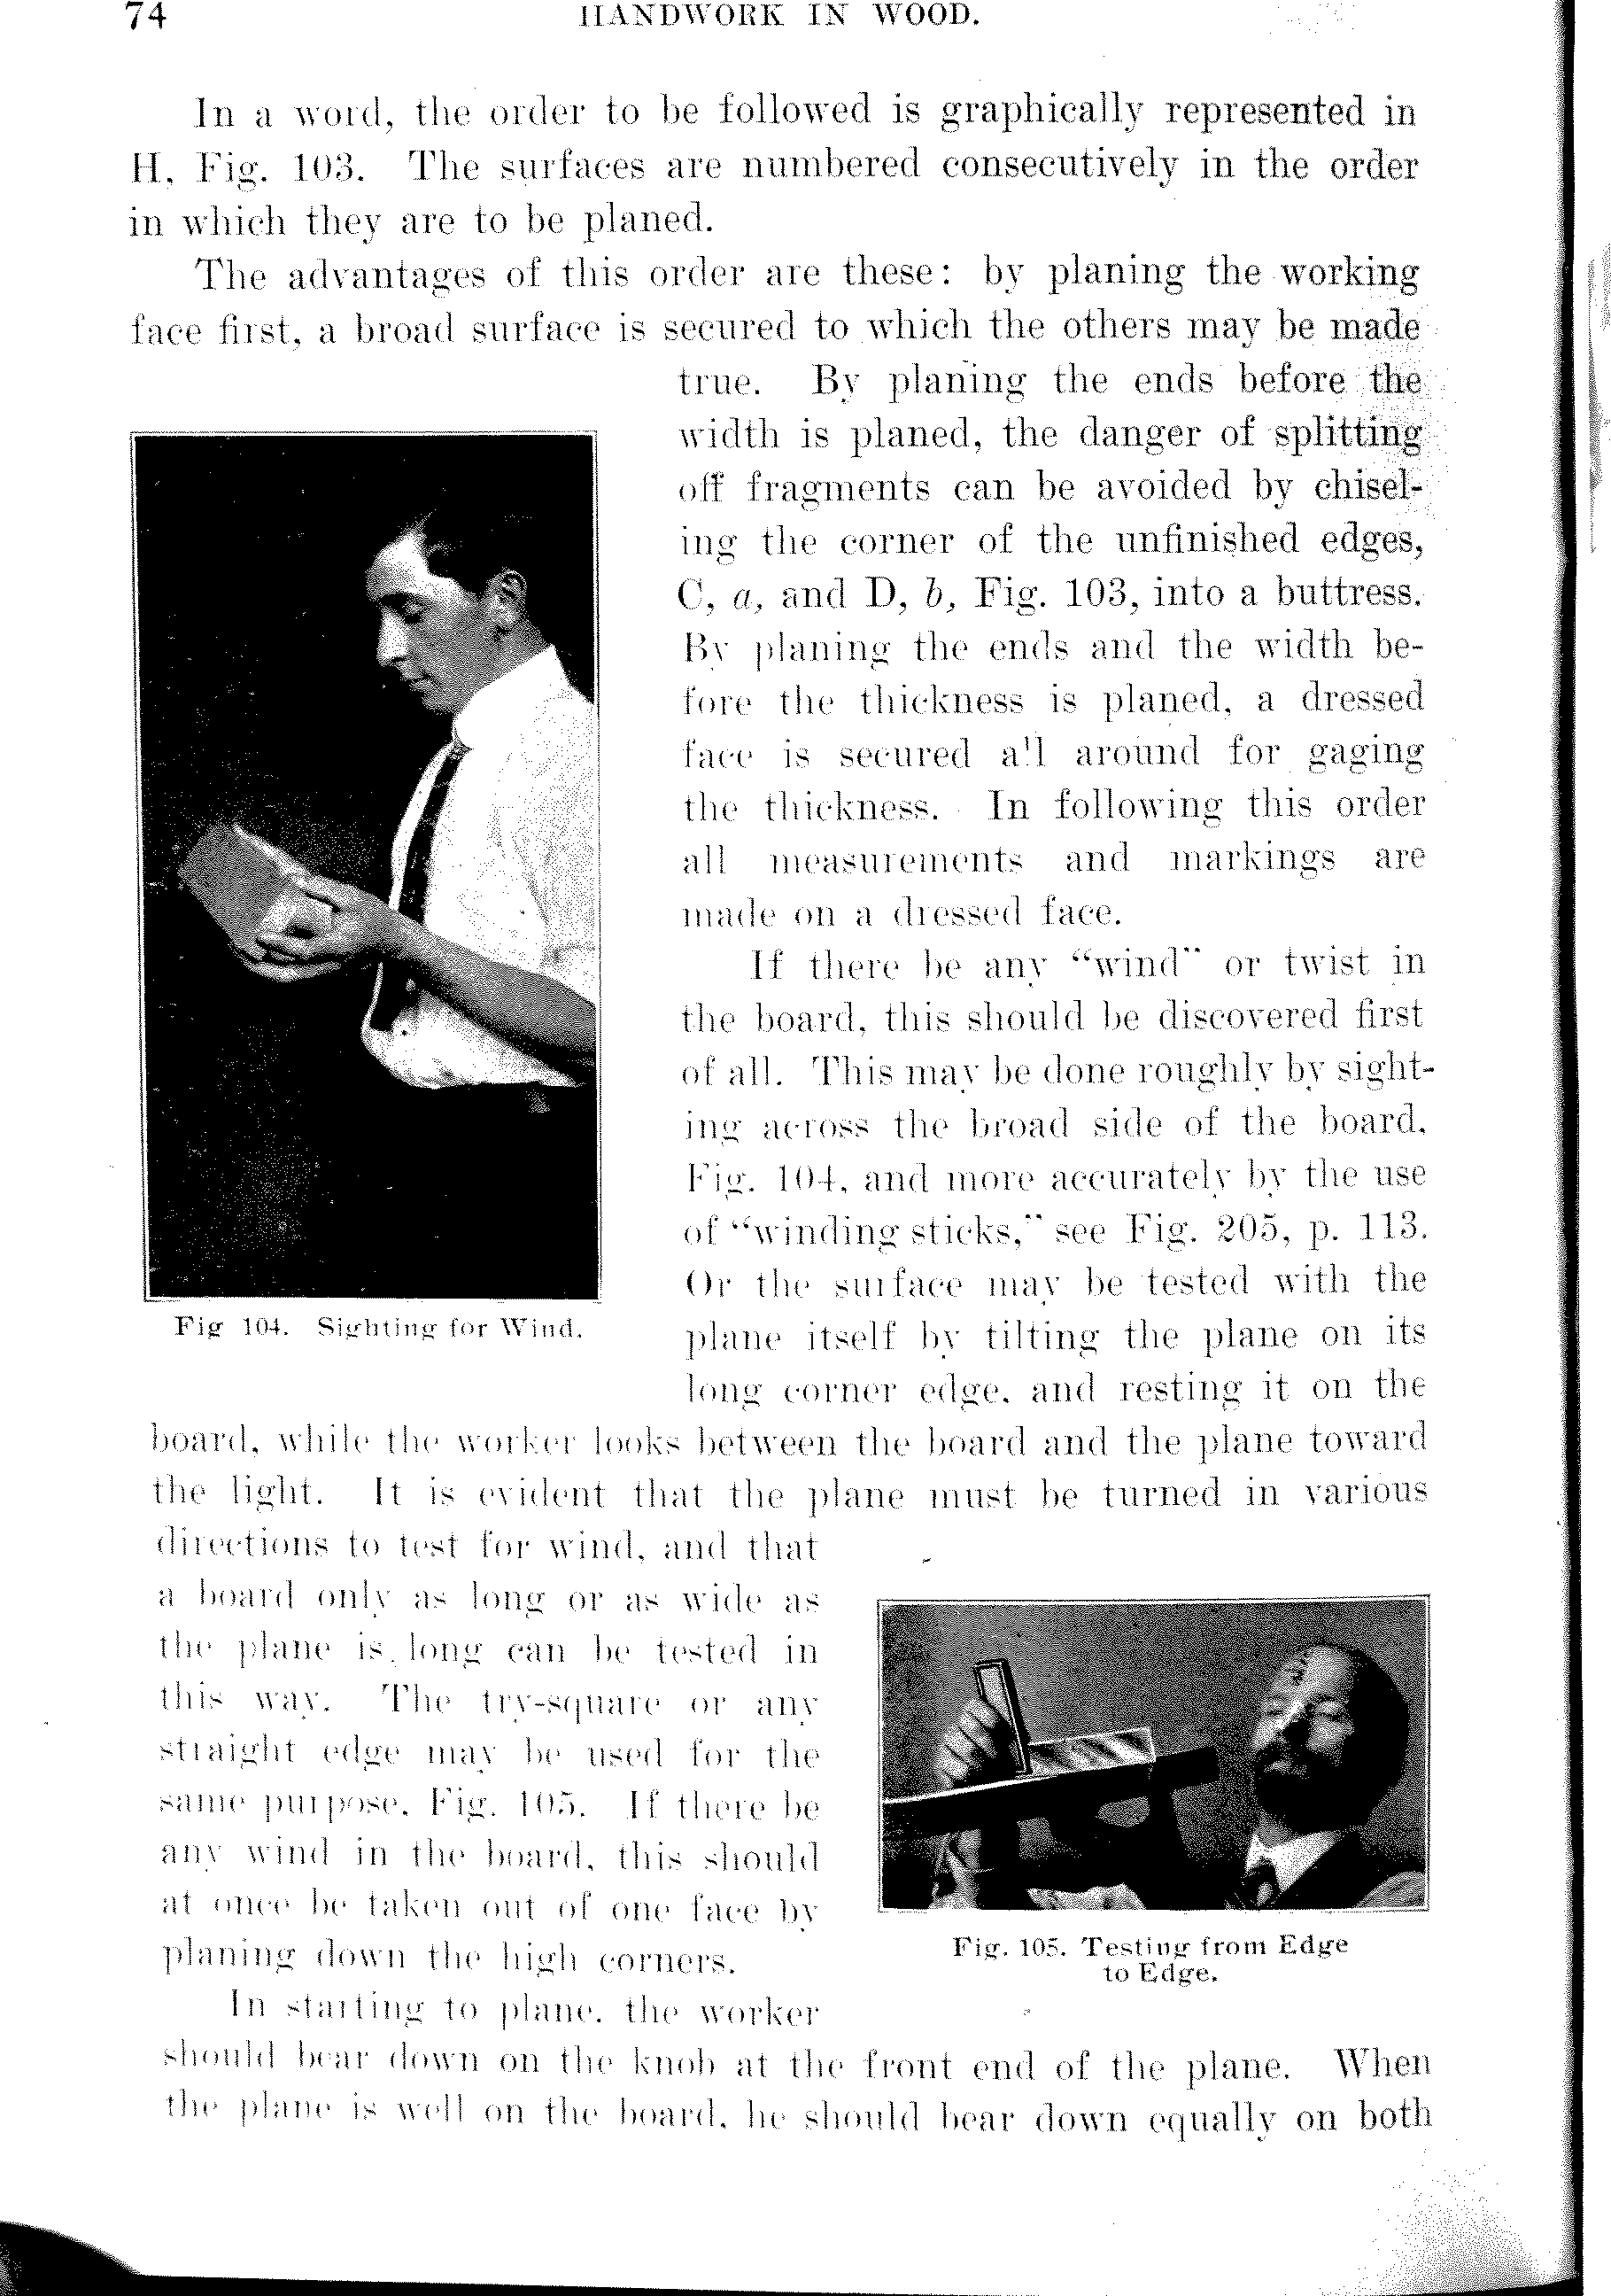 74
HANDWORK IN WOOD.
In a word, the order to be followed is graphically represented in
H, Fig. 103. The surfaces are numbered consecutively in the order
in which they are to be planed.
The advantages of this order are these: by planing the working
face first, a broad surface is secured to which the others may be made
true. By planing the ends before the
width is planed, the danger of splitting
off fragments can be avoided by chisel-
ing the corner of the unfinished edges,
C, a, and D, b, Fig. 103, into a buttress.
By planing the ends and the width be-
fore the thickness is planed, a dressed
face is secured all around for gaging
the thickness. In following this order
all measurements and markings are
made on a dressed face.
If there be any “wind” or twist in
the board, this should be discovered first
of all. This may be done roughly by sight-
ing across the broad side of the board,
Fig. 104, and more accurately by the use
of “winding sticks,” see Fig. 205, p. 113.
Or the surface may be tested with the
plane itself by tilting the plane on its
long corner edge, and resting it on the
Fig 104. Sighting for Wind.
board, while the worker looks between the board and the plane toward
the light. It is evident that the plane must be turned in various
directions to test for wind, and that
a board only as long or as wide as
the plane is long can be tested in
this way. The try-square or any
straight edge may be used for the
same purpose, Fig. 105. If there be
any wind in the board, this should
at once be taken out of one face by
planing down the high corners.
Fig. 105. Testing from Edge
to Edge.
In starting to plane, the worker
should bear down on the knob at the front end of the plane. When
the plane is well on the board, he should bear down equally on both